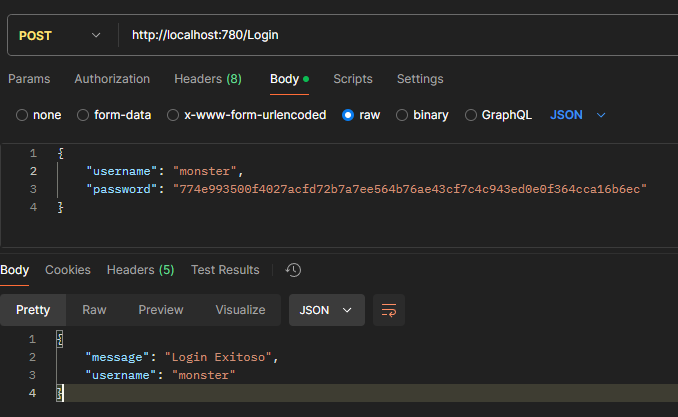 POST http://localhost:780/Login
Params Authorization Headers (8) Body Scripts Settings
none form-data x-www-form-urlencoded raw binary GraphQL JSON
1 {
2 "username": "monster",
3 "password": "774e993500f4027acfd72b7a7ee564b76ae43cf7c4c943ed0e0f364cca16b6ec"
4 }
Body Cookies Headers (5) Test Results
Pretty Raw Preview Visualize JSON
1 {
2 "message": "Login Exitoso",
3 "username": "monster"
4 }